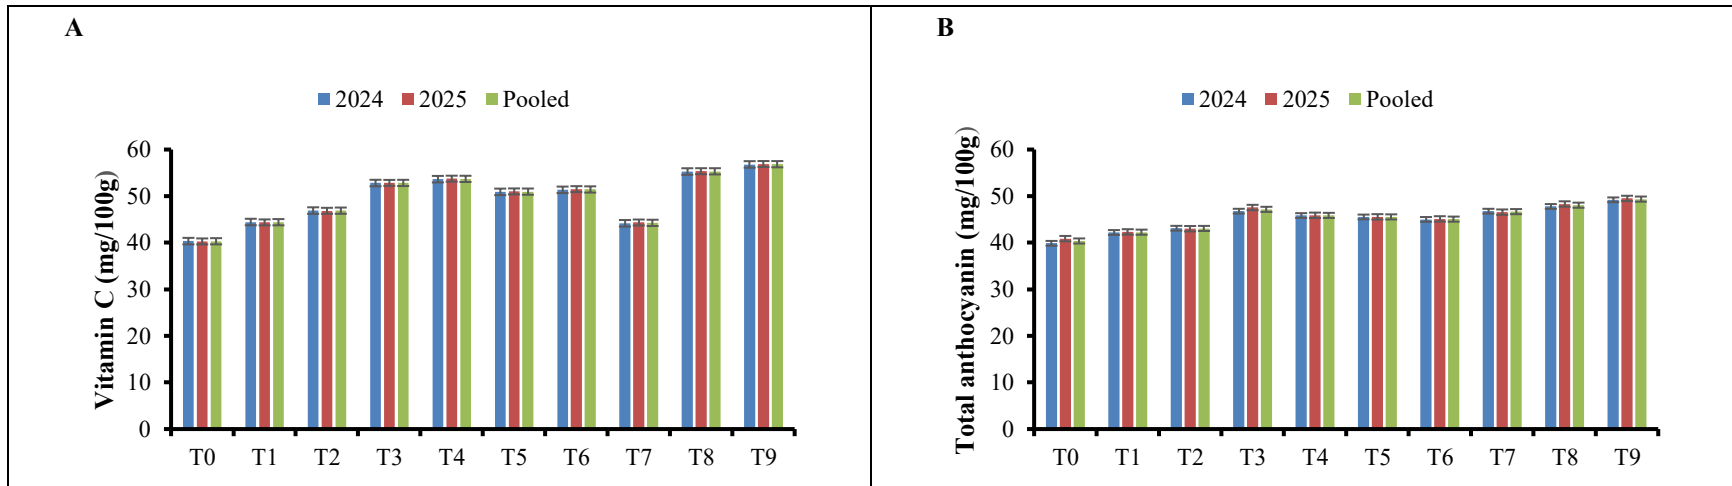 A
2024 2025 Pooled
Vitamin C (mg/100g)
60
50
40
30
20
10
0
T0 T1 T2 T3 T4 T5 T6 T7 T8 T9
B
2024 2025 Pooled
Total anthocyanin (mg/100g)
60
50
40
30
20
10
0
T0 T1 T2 T3 T4 T5 T6 T7 T8 T9